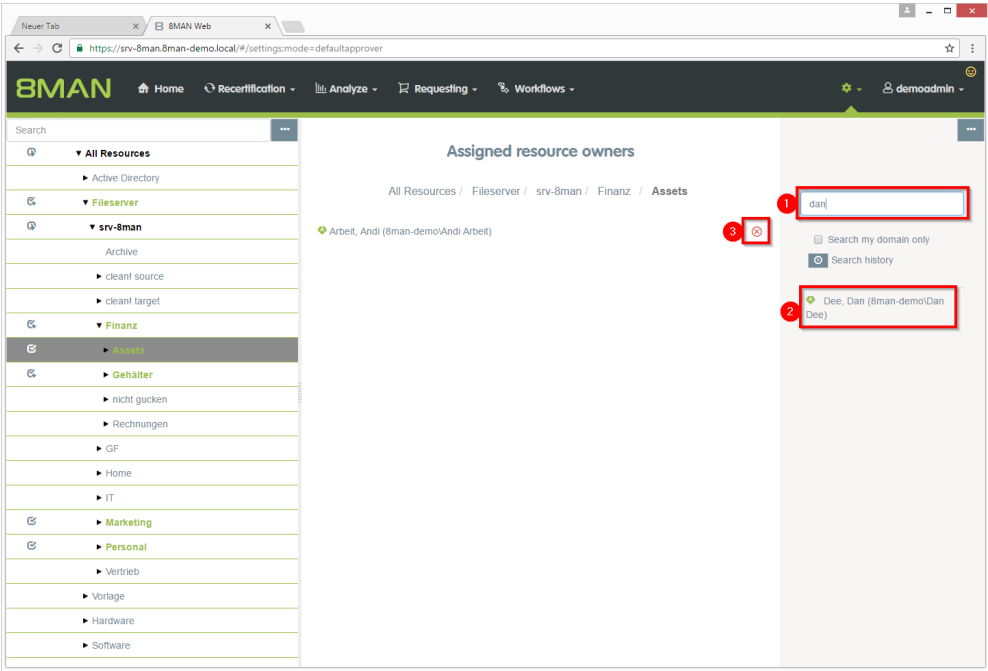 Neuer Tab
8MAN Web
https://srv-8man.8man-demo.local/#/settings;mode=defaultapprover
8MAN
Home
Recertification
Analyze
Requesting
Workflows
demoadmin
Search
All Resources
Active Directory
Fileserver
srv-8man
Archive
clean! source
clean! target
Finanz
Assets
Gehälter
nicht gucken
Rechnungen
GF
Home
IT
Marketing
Personal
Vertrieb
Vorlage
Hardware
Software
Assigned resource owners
All Resources / Fileserver / srv-8man / Finanz / Assets
Arbeit, Andi (8man-demo\Andi Arbeit)
3
1
dan
Search my domain only
Search history
2
Dee, Dan (8man-demo\Dan
Dee)